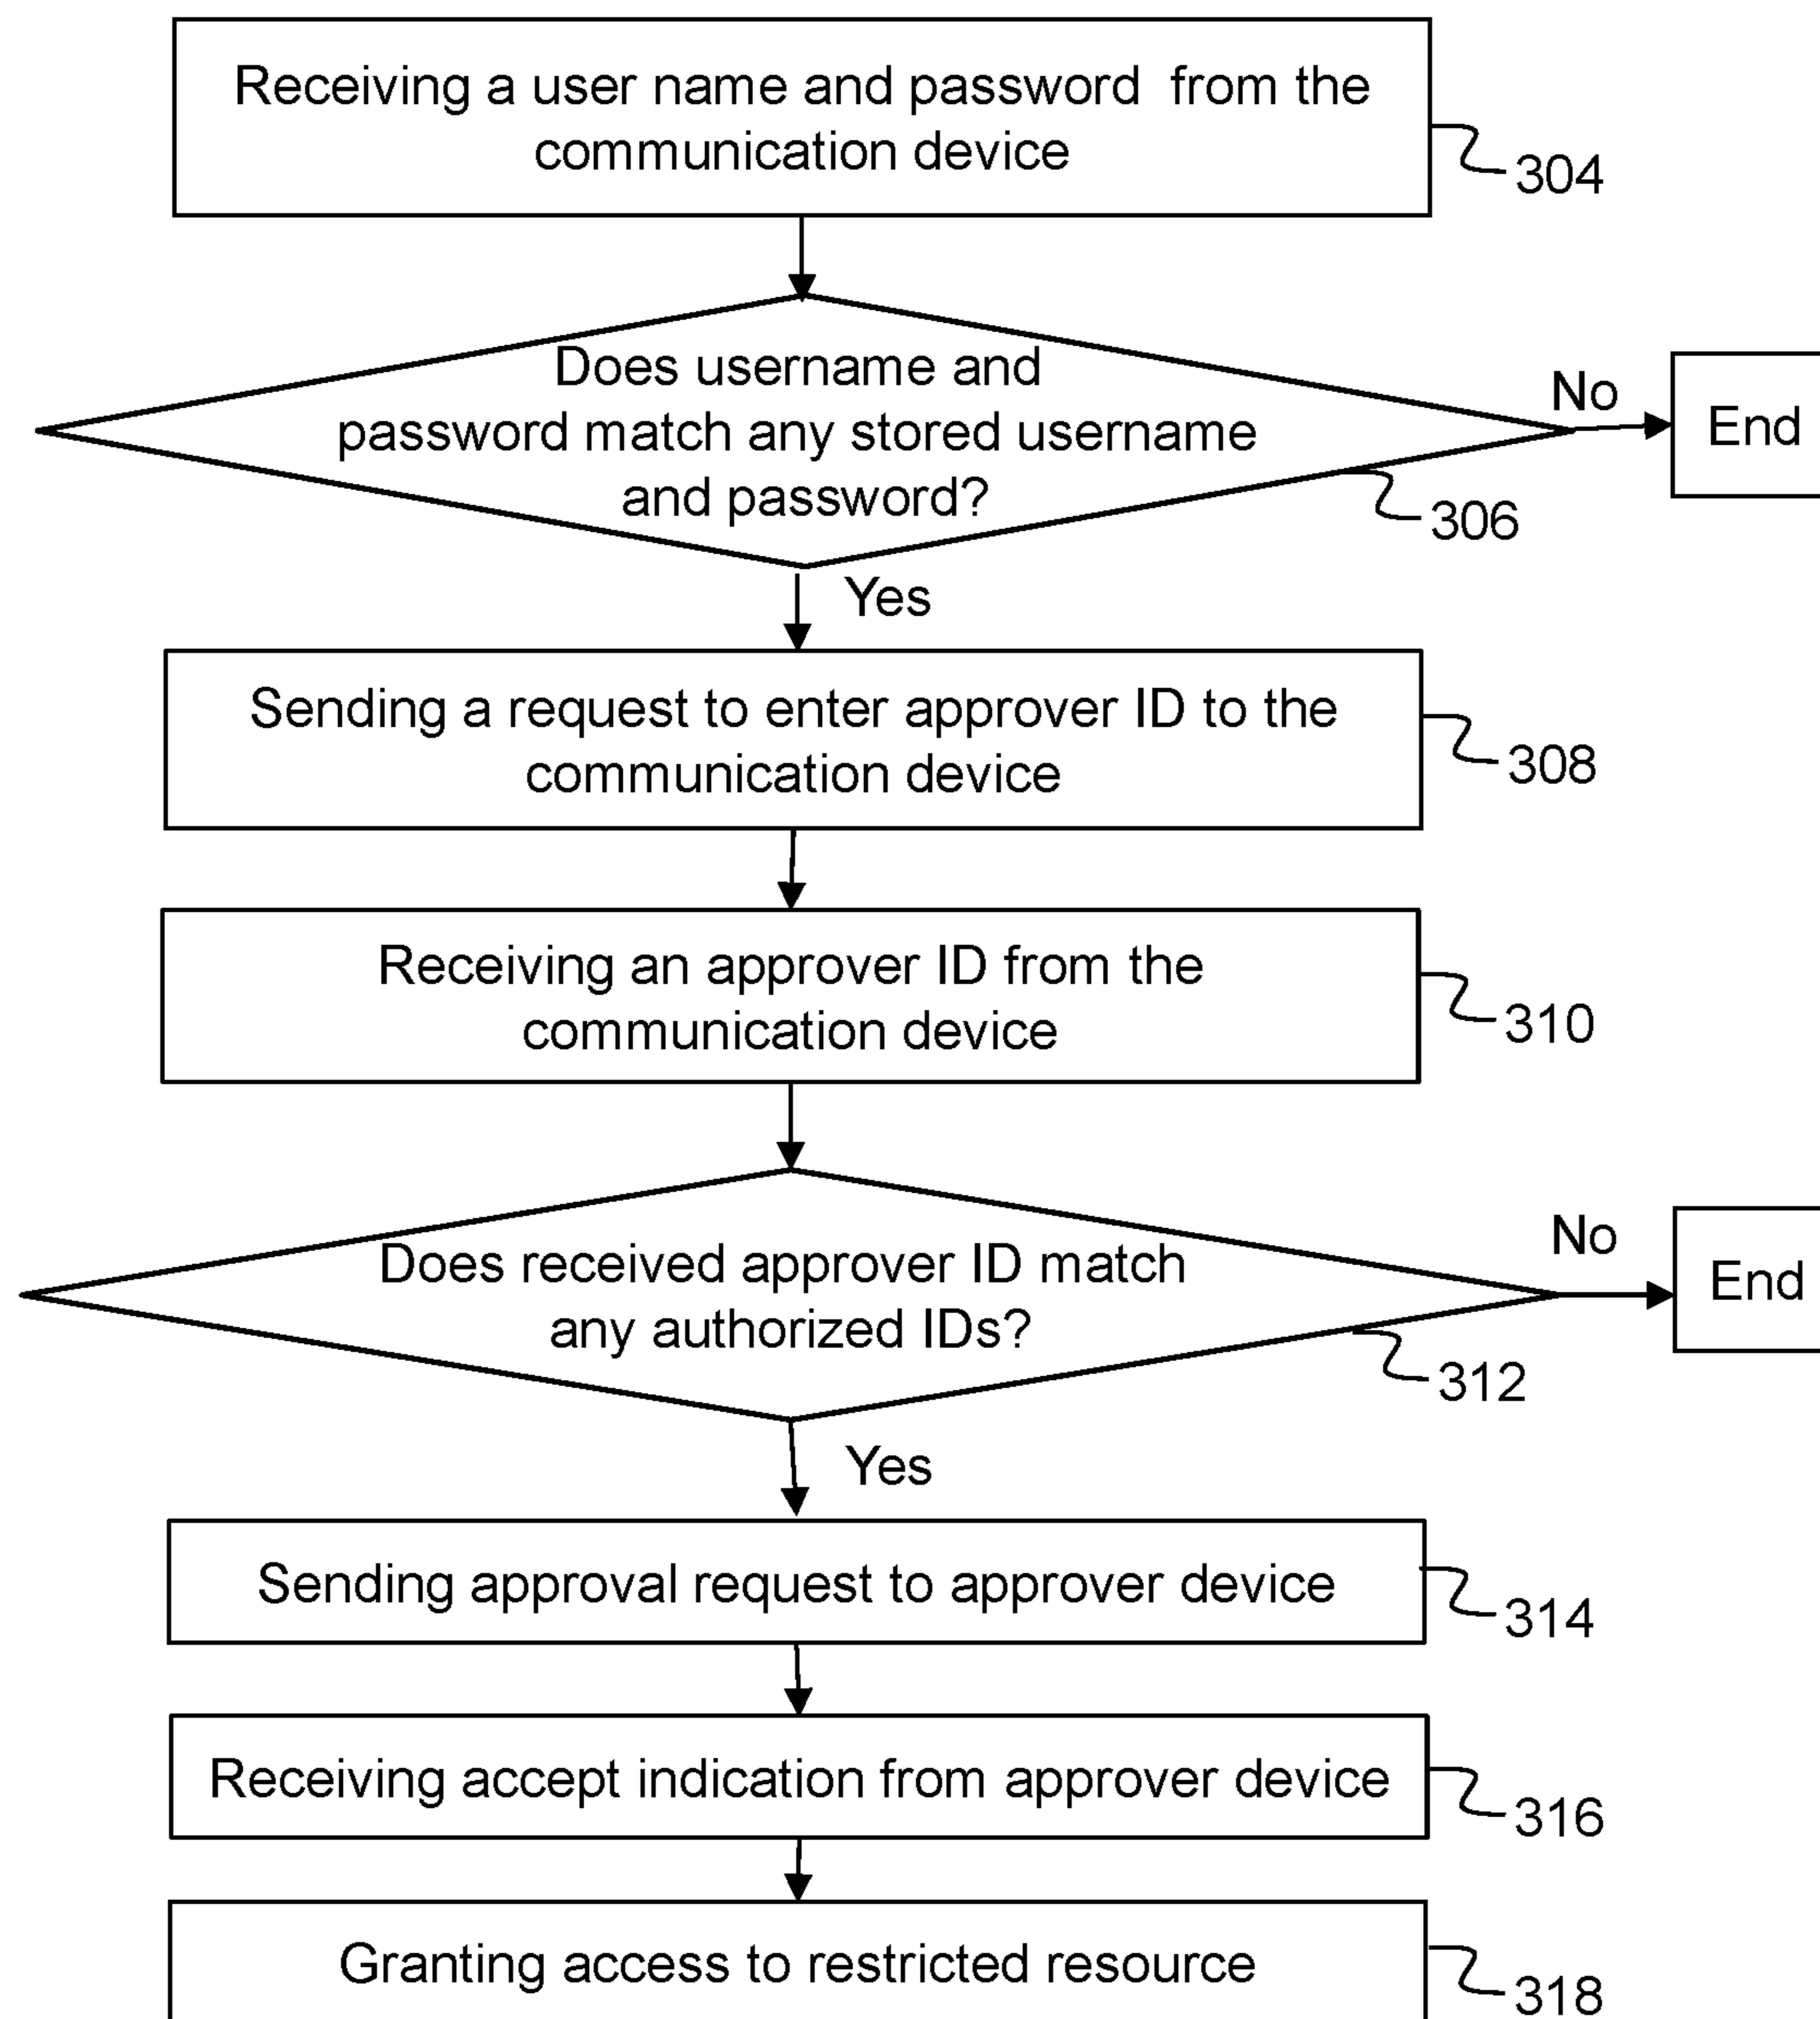 Receiving a user name and password from the
communication device
304
Does username and
password match any stored username
and password?
No
End
306
Yes
Sending a request to enter approver ID to the
communication device
308
Receiving an approver ID from the
communication device
310
Does received approver ID match
any authorized IDs?
No
End
312
Yes
Sending approval request to approver device
314
Receiving accept indication from approver device
316
Granting access to restricted resource
318